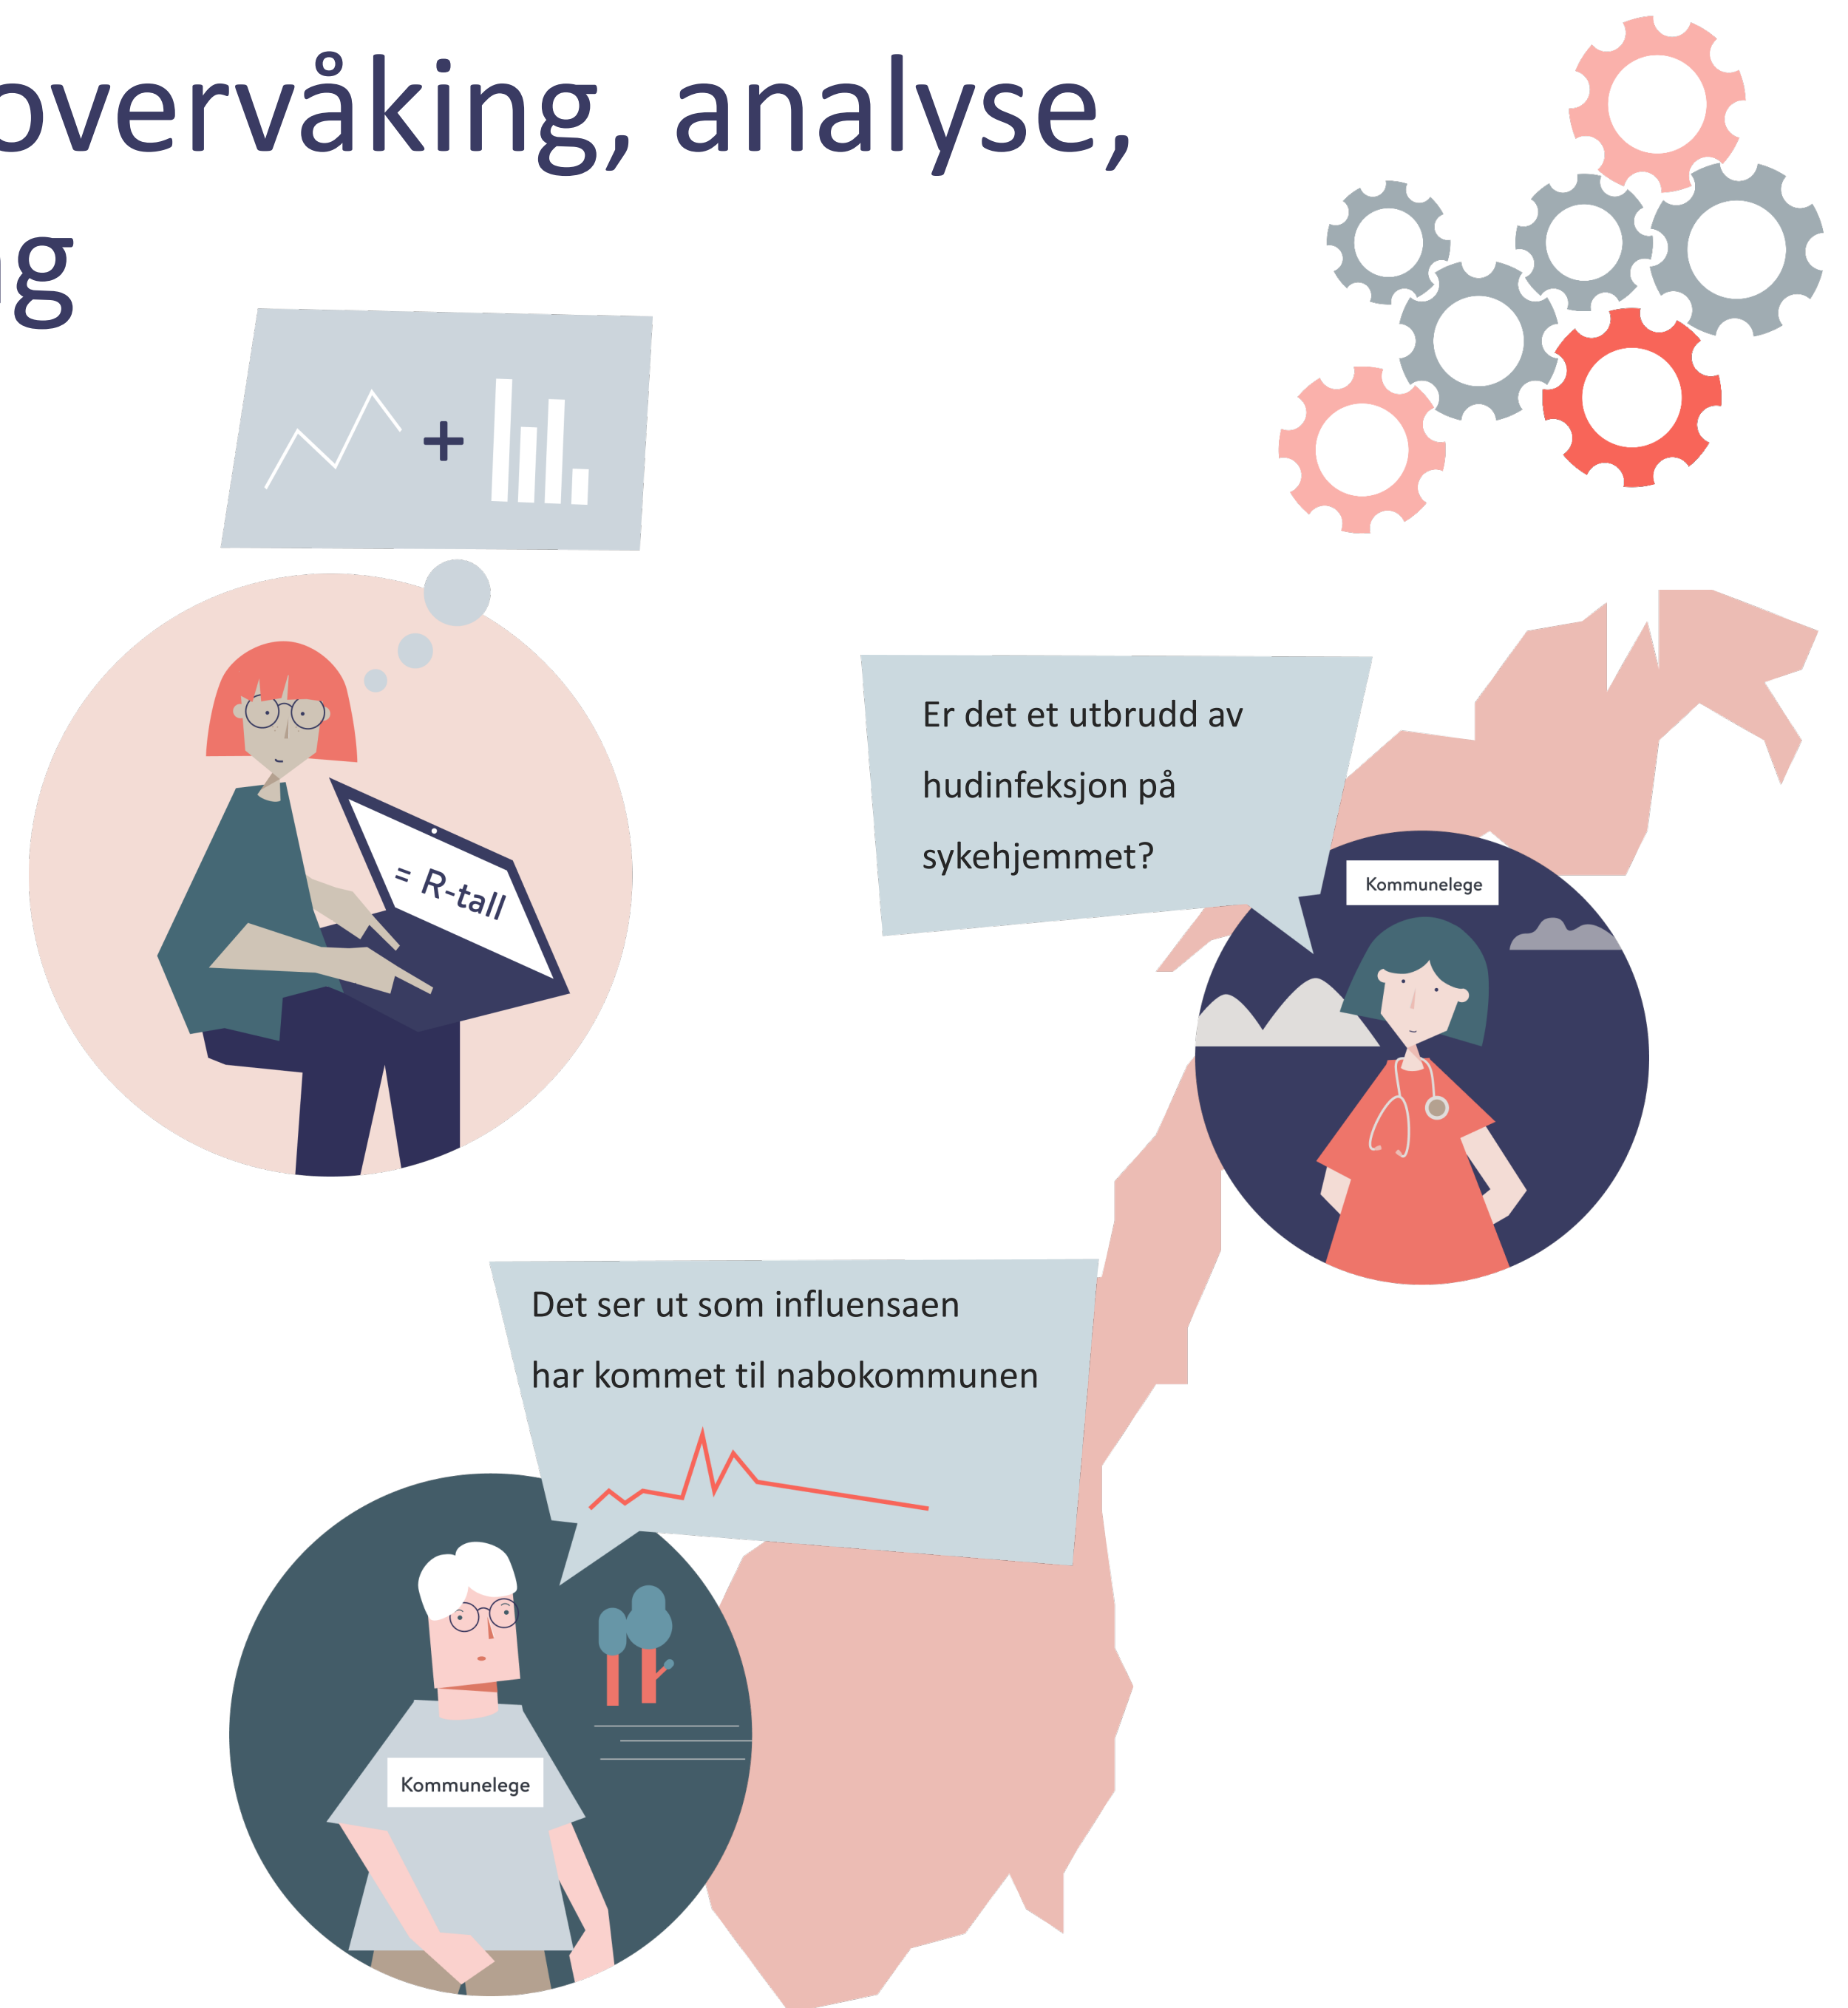 overvåking, analyse,
g
+
= R-tall
Er det et utbrudd av
hudinfeksjon på
sykehjemmet?
Kommunelege
Det ser ut som influensaen
har kommet til nabokommunen
Kommunelege